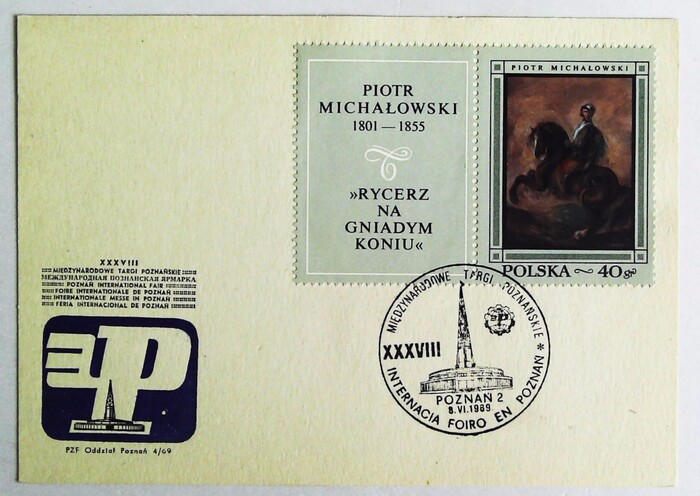 PIOTR
MICHAŁOWSKI
1801 — 1855
»RYCERZ
NA
GNIADYM
KONIU«
PIOTR MICHAŁOWSKI
POLSKA ~ 40 gr
XXXVIII
MIĘDZYNARODOWE TARGI POZNAŃSKIE
МЕЖДУНАРОДНАЯ ПОЗНАНСКАЯ ЯРМАРКА
POZNAŃ INTERNATIONAL FAIR
FOIRE INTERNATIONALE DE POZNAŃ
INTERNATIONALE MESSE IN POZNAŃ
FERIA INTERNACIONAL DE POZNAŃ
PZF Oddział Poznań 4/69
MIĘDZYNARODOWE TARGI POZNAŃSKIE *
XXXVIII
POZNAŃ 2
8.VI.1969
INTERNACIA FOIRO EN POZNAŃ